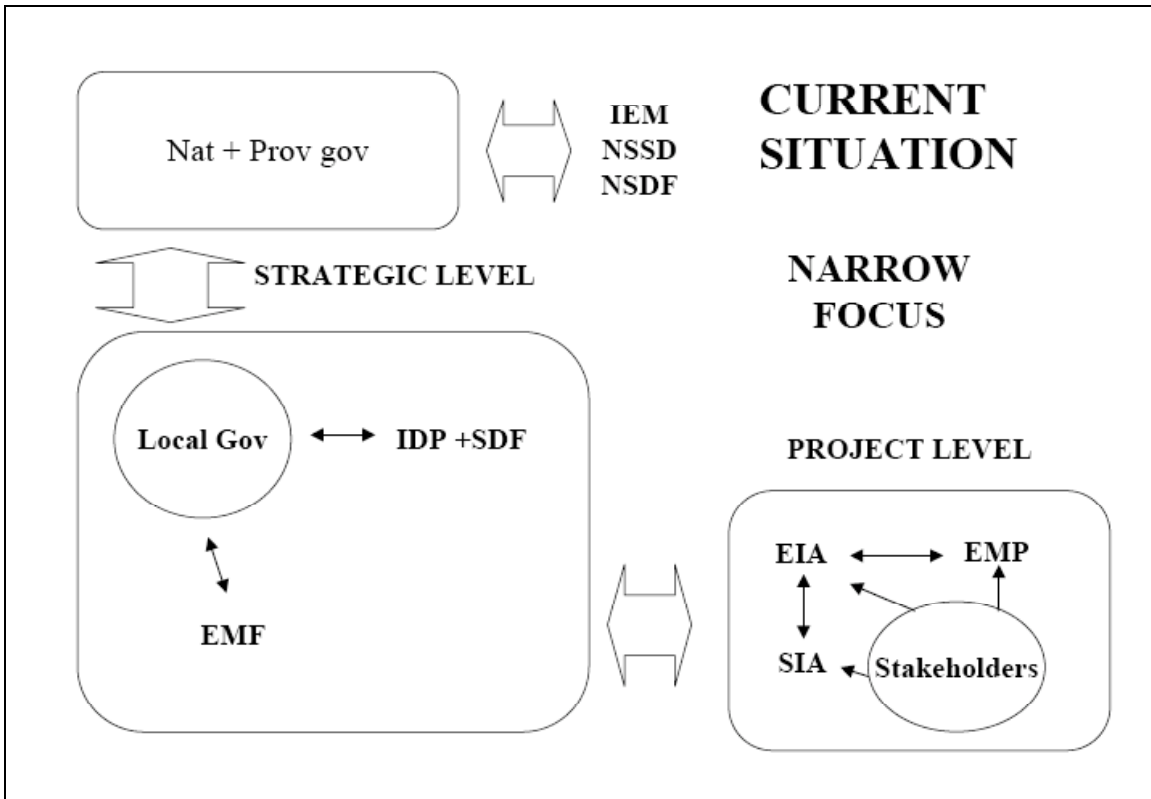 Nat + Prov gov
IEM
NSSD
NSDF
CURRENT
SITUATION
STRATEGIC LEVEL
NARROW
FOCUS
Local Gov
IDP +SDF
EMF
PROJECT LEVEL
EIA
EMP
SIA
Stakeholders